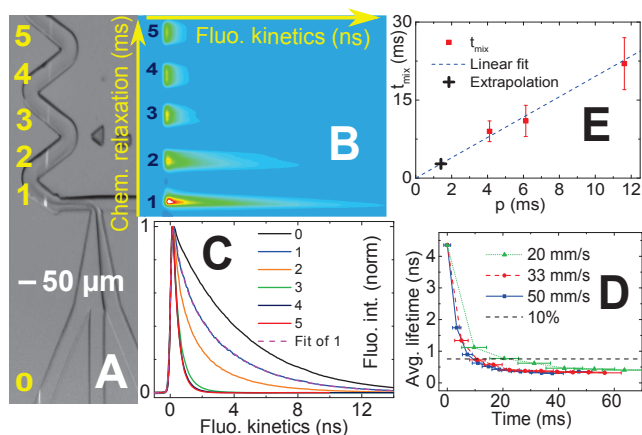 5
4
3
2
1
50 µm
0
A
Chem. relaxation (ms)
Fluo. kinetics (ns)
5
4
3
2
1
B
C
0
1
2
3
4
5
Fit of 1
1
0
Fluo. int. (norm)
0 4 8 12
Fluo. kinetics (ns)
E
t_mix (ms)
30
15
0
t_mix
Linear fit
Extrapolation
0 2 4 6 8 10 12
p (ms)
D
Avg. lifetime (ns)
5
4
3
2
1
0
20 mm/s
33 mm/s
50 mm/s
10%
0 20 40 60
Time (ms)